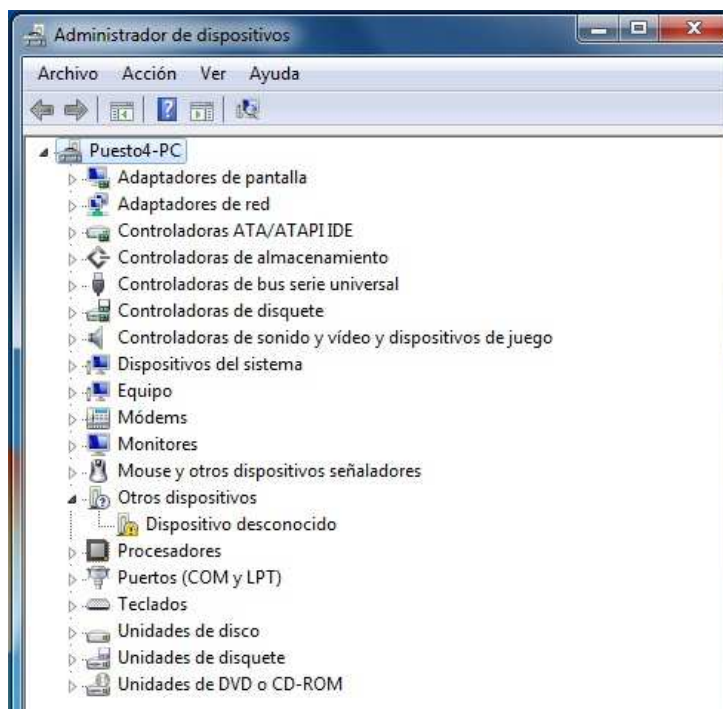 Administrador de dispositivos
Archivo Acción Ver Ayuda
Puesto4-PC
Adaptadores de pantalla
Adaptadores de red
Controladoras ATA/ATAPI IDE
Controladoras de almacenamiento
Controladoras de bus serie universal
Controladoras de disquete
Controladoras de sonido y vídeo y dispositivos de juego
Dispositivos del sistema
Equipo
Módems
Monitores
Mouse y otros dispositivos señaladores
Otros dispositivos
Dispositivo desconocido
Procesadores
Puertos (COM y LPT)
Teclados
Unidades de disco
Unidades de disquete
Unidades de DVD o CD-ROM